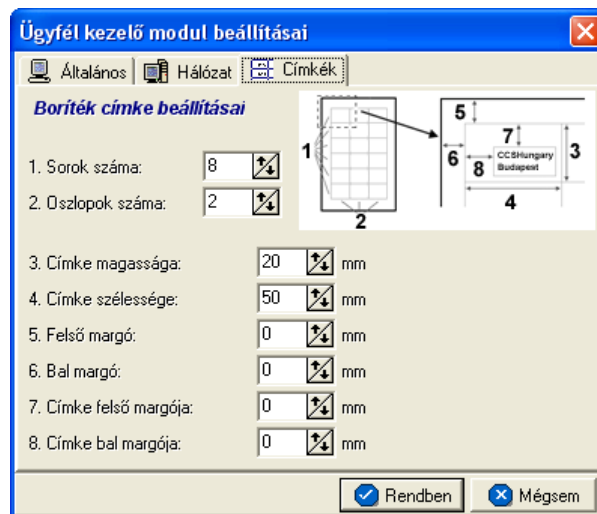 Ügyfél kezelő modul beállításai
Általános
Hálózat
Címkék
Boríték címke beállításai
1
2
5
7
3
6
8
CCSHungary
Budapest
4
1. Sorok száma: 8
2. Oszlopok száma: 2
3. Címke magassága: 20 mm
4. Címke szélessége: 50 mm
5. Felső margó: 0 mm
6. Bal margó: 0 mm
7. Címke felső margója: 0 mm
8. Címke bal margója: 0 mm
Rendben
Mégsem